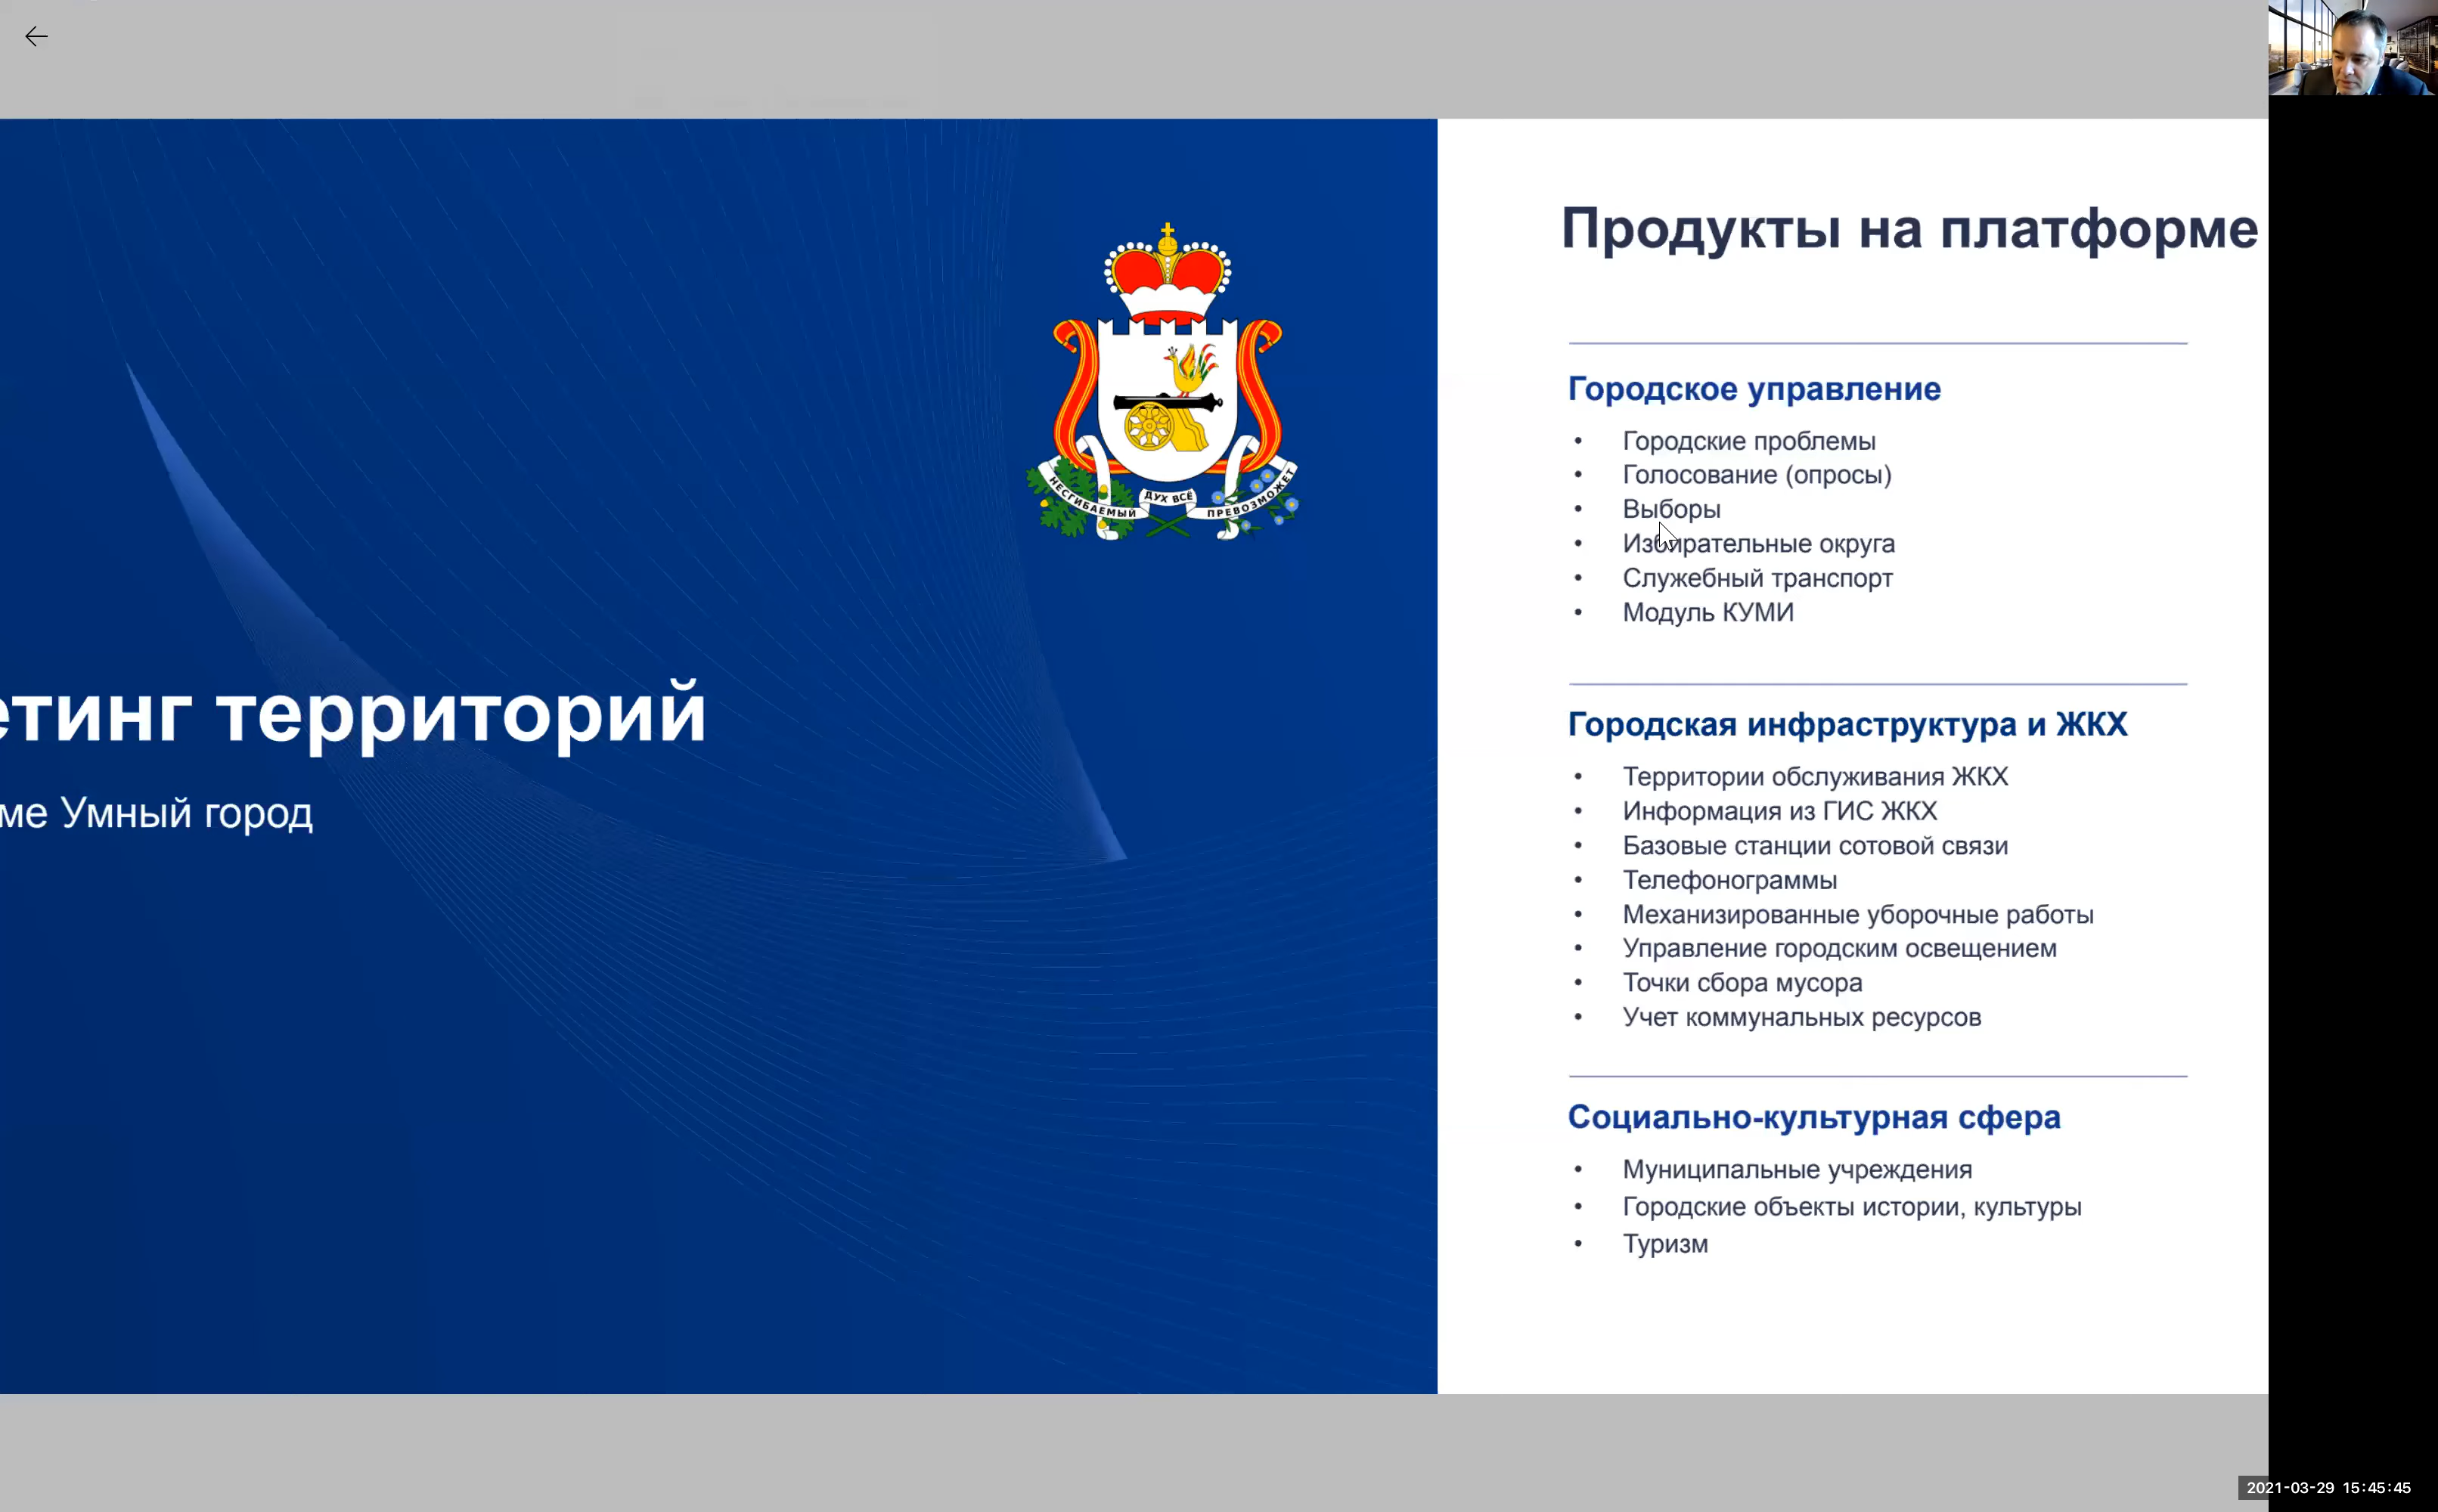 етинг территорий
ме Умный город
НЕСГИБАЕМЫЙ ДУХ ВСЁ ПРЕВОЗМОЖЕТ
Продукты на платформе
Городское управление
• Городские проблемы
• Голосование (опросы)
• Выборы
• Избирательные округа
• Служебный транспорт
• Модуль КУМИ
Городская инфраструктура и ЖКХ
• Территории обслуживания ЖКХ
• Информация из ГИС ЖКХ
• Базовые станции сотовой связи
• Телефонограммы
• Механизированные уборочные работы
• Управление городским освещением
• Точки сбора мусора
• Учет коммунальных ресурсов
Социально-культурная сфера
• Муниципальные учреждения
• Городские объекты истории, культуры
• Туризм
2021-03-29 15:45:45